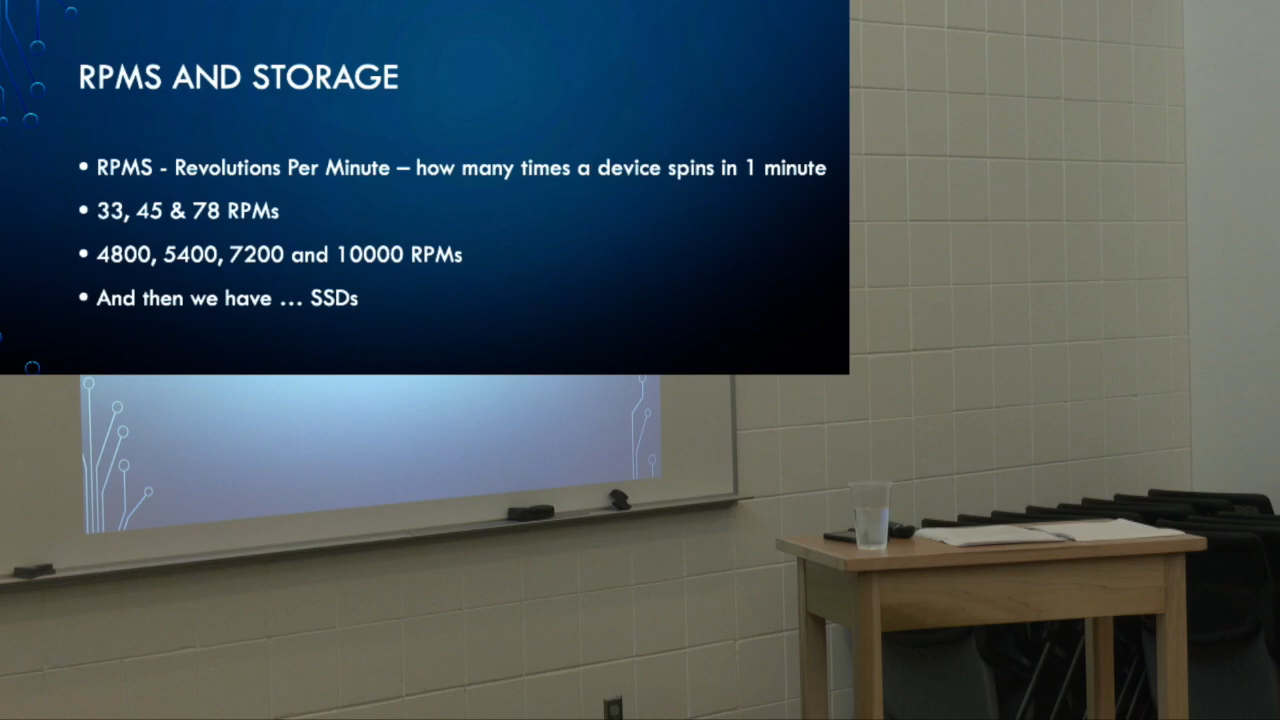 RPMS AND STORAGE
• RPMS - Revolutions Per Minute – how many times a device spins in 1 minute
• 33, 45 & 78 RPMs
• 4800, 5400, 7200 and 10000 RPMs
• And then we have … SSDs